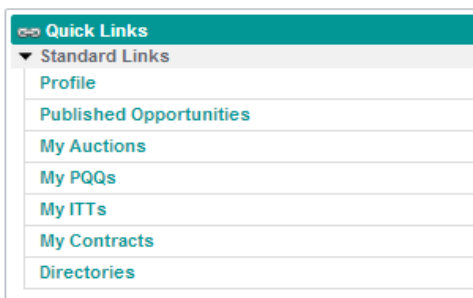 Quick Links
Standard Links
Profile
Published Opportunities
My Auctions
My PQQs
My ITTs
My Contracts
Directories